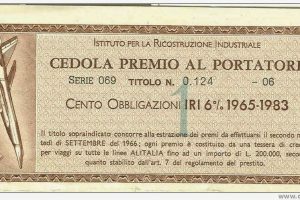 ISTITUTO PER LA RICOSTRUZIONE INDUSTRIALE
CEDOLA PREMIO AL PORTATORE
SERIE 069 TITOLO N. 0.124 - 06
1
CENTO OBBLIGAZIONI IRI 6% 1965-1983
Il titolo sopraindicato concorre alla estrazione dei premi da effettuarsi il secondo
tedì di SETTEMBRE del 1966; ogni premio è costituito da una tessera di
per viaggi su tutte le linee ALITALIA fino ad un importo di L. 200.000,
quanto stabilito dall'art. 7 del regolamento del prestito.